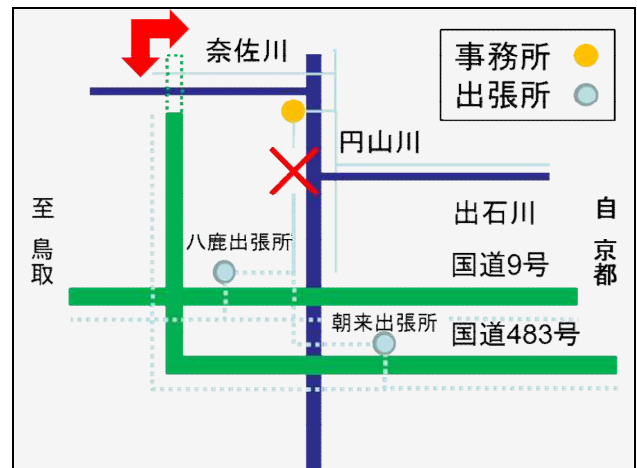 奈佐川
事務所
出張所
円山川
至 鳥取
出石川
自 京都
八鹿出張所
国道9号
朝来出張所
国道483号